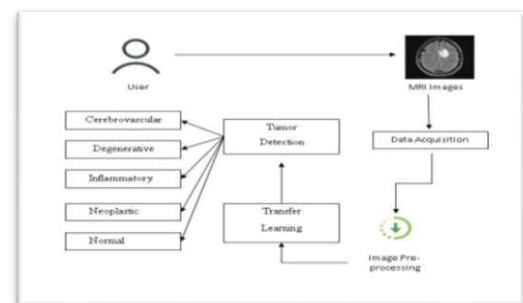 User
MRI Images
Cerebrovascular
Degenerative
Inflammatory
Neoplastic
Normal
Tumor
Detection
Data Acquisition
Transfer
Learning
Image Pre-
processing